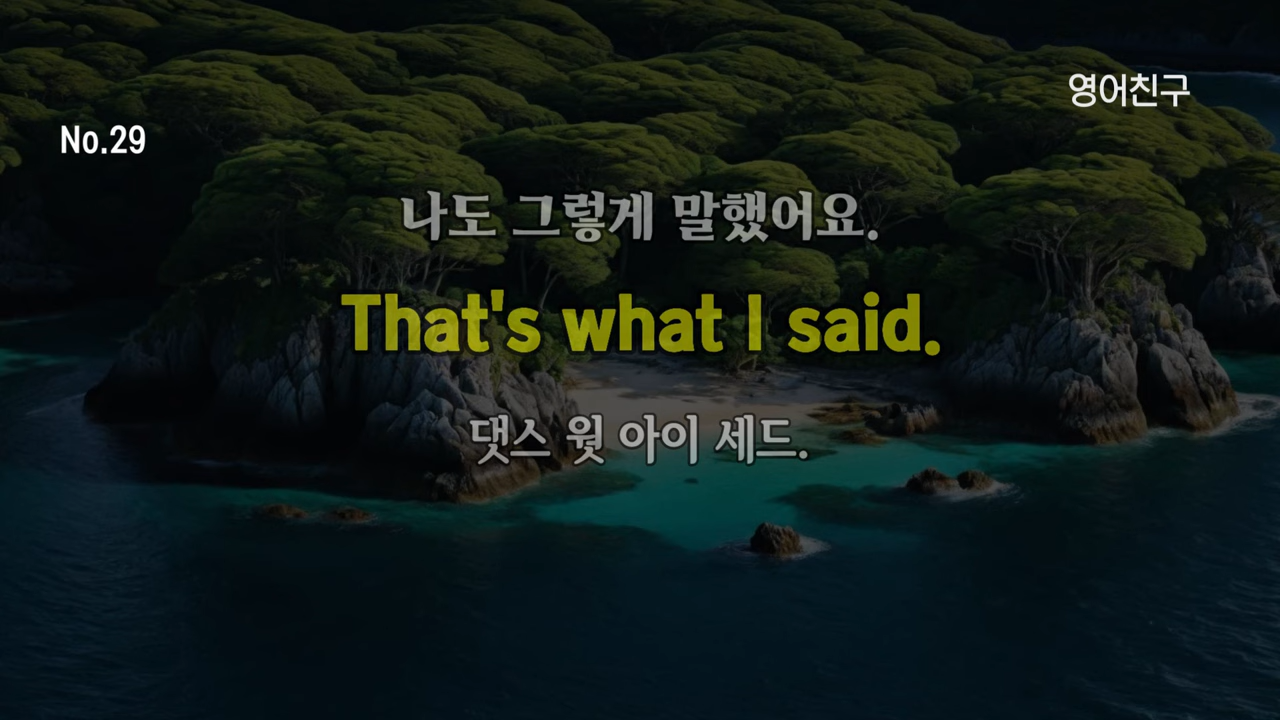 영어친구
No.29
나도 그렇게 말했어요.
That's what I said.
댓스 웟 아이 세드.